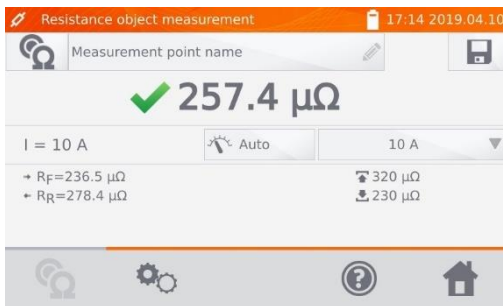 Resistance object measurement 17:14 2019.04.10
Measurement point name
257.4 µΩ
I = 10 A Auto 10 A
RF=236.5 µΩ 320 µΩ
RR=278.4 µΩ 230 µΩ